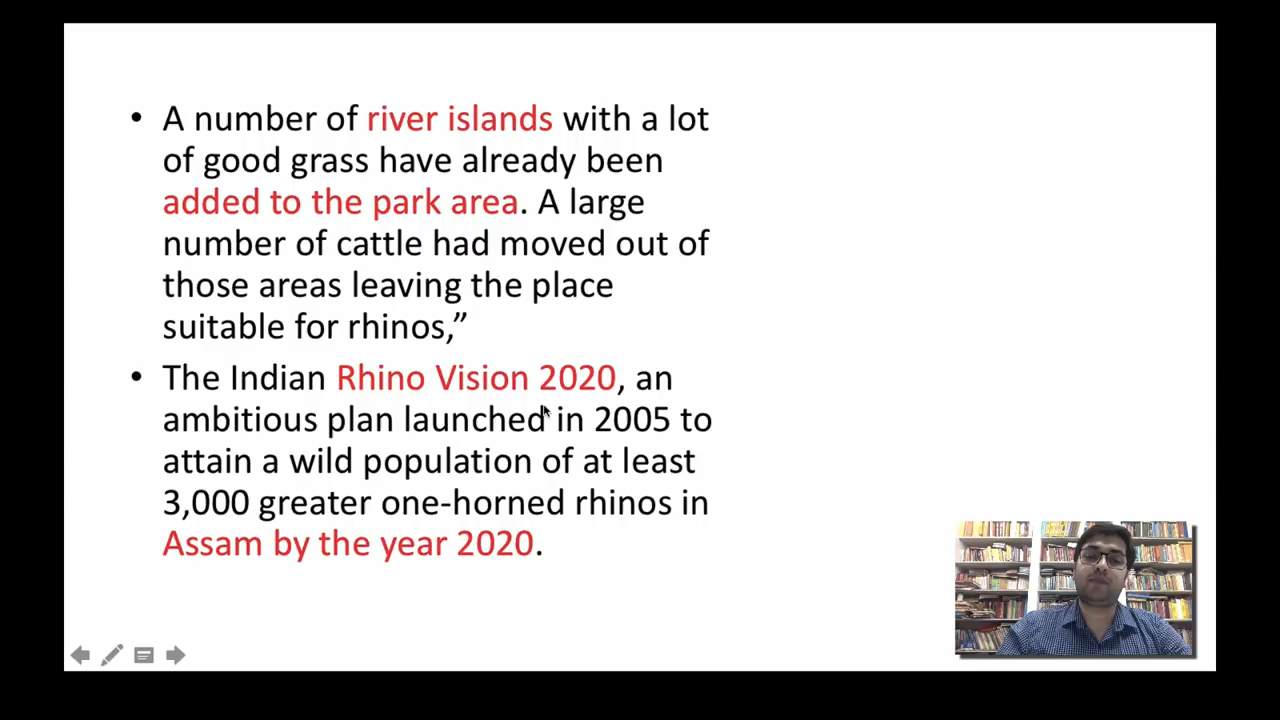 • A number of river islands with a lot
of good grass have already been
added to the park area. A large
number of cattle had moved out of
those areas leaving the place
suitable for rhinos,”
• The Indian Rhino Vision 2020, an
ambitious plan launched in 2005 to
attain a wild population of at least
3,000 greater one-horned rhinos in
Assam by the year 2020.